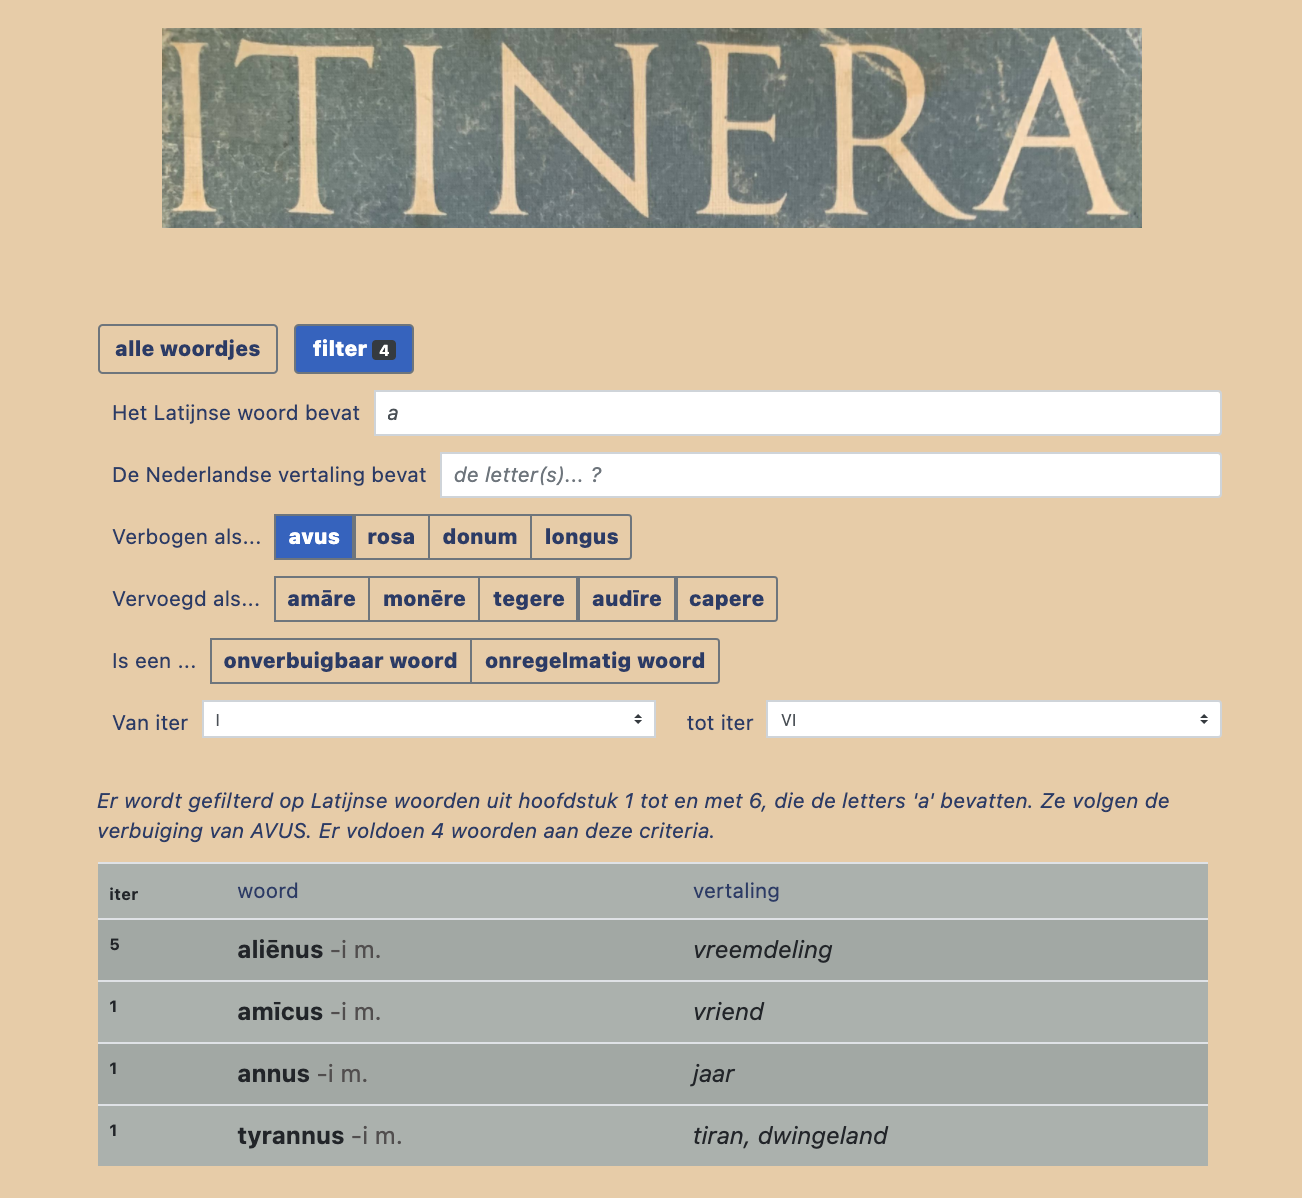 ITINERA
alle woordjes filter 4
Het Latijnse woord bevat a
De Nederlandse vertaling bevat de letter(s)... ?
Verbogen als... avus rosa donum longus
Vervoegd als... amāre monēre tegere audīre capere
Is een ... onverbuigbaar woord onregelmatig woord
Van iter I tot iter VI
Er wordt gefilterd op Latijnse woorden uit hoofdstuk 1 tot en met 6, die de letters 'a' bevatten. Ze volgen de
verbuiging van AVUS. Er voldoen 4 woorden aan deze criteria.
iter woord vertaling
5 aliēnus -i m. vreemdeling
1 amīcus -i m. vriend
1 annus -i m. jaar
1 tyrannus -i m. tiran, dwingeland